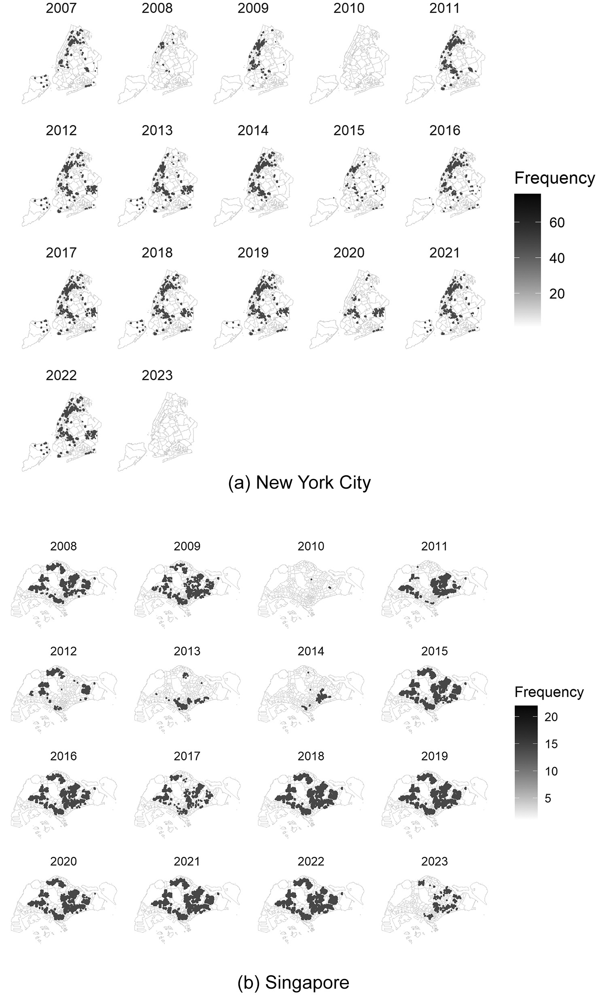 2007 2008 2009 2010 2011
2012 2013 2014 2015 2016
Frequency
60
40
20
2017 2018 2019 2020 2021
2022 2023
(a) New York City
2008 2009 2010 2011
2012 2013 2014 2015
Frequency
20
15
10
5
2016 2017 2018 2019
2020 2021 2022 2023
(b) Singapore